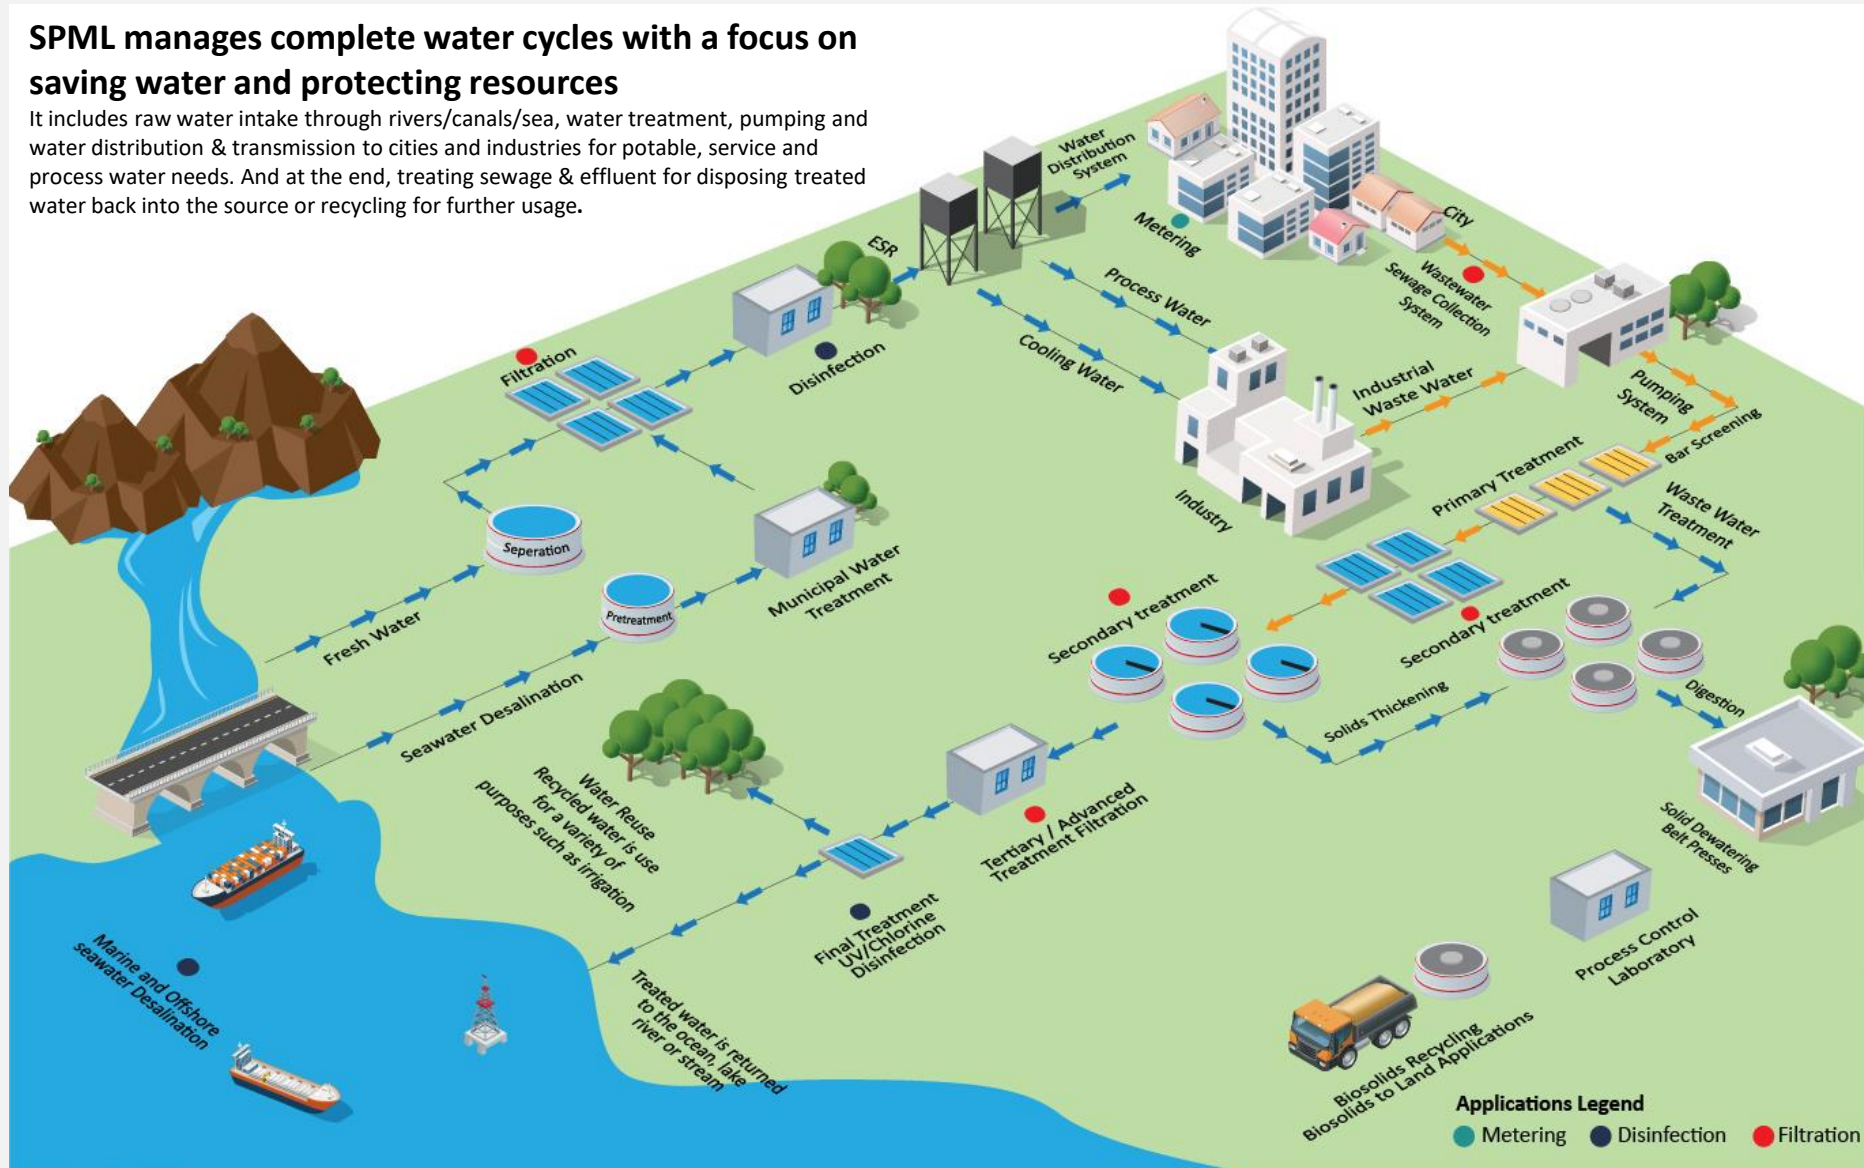 SPML manages complete water cycles with a focus on
saving water and protecting resources
It includes raw water intake through rivers/canals/sea, water treatment, pumping and
water distribution & transmission to cities and industries for potable, service and
process water needs. And at the end, treating sewage & effluent for disposing treated
water back into the source or recycling for further usage.
Water
Distribution
System
Metering
City
ESR
Wastewater
Sewage Collection
System
Process Water
Cooling Water
Filtration
Disinfection
Industrial
Waste Water
Pumping
System
Bar Screening
Primary Treatment
Waste Water
Treatment
Industry
Seperation
Municipal Water
Treatment
Pretreatment
Fresh Water
Seawater Desalination
Secondary treatment
Secondary treatment
Solids Thickening
Digestion
Solid Dewatering
Belt Presses
Water Reuse
Recycled water is use
for a variety of
purposes such as irrigation
Tertiary / Advanced
Treatment Filtration
Final Treatment
UV/Chlorine
Disinfection
Process Control
Laboratory
Marine and Offshore
seawater Desalination
Treated water is returned
to the ocean, lake
river or stream
Biosolids Recycling
Biosolids to Land Applications
Applications Legend
Metering
Disinfection
Filtration